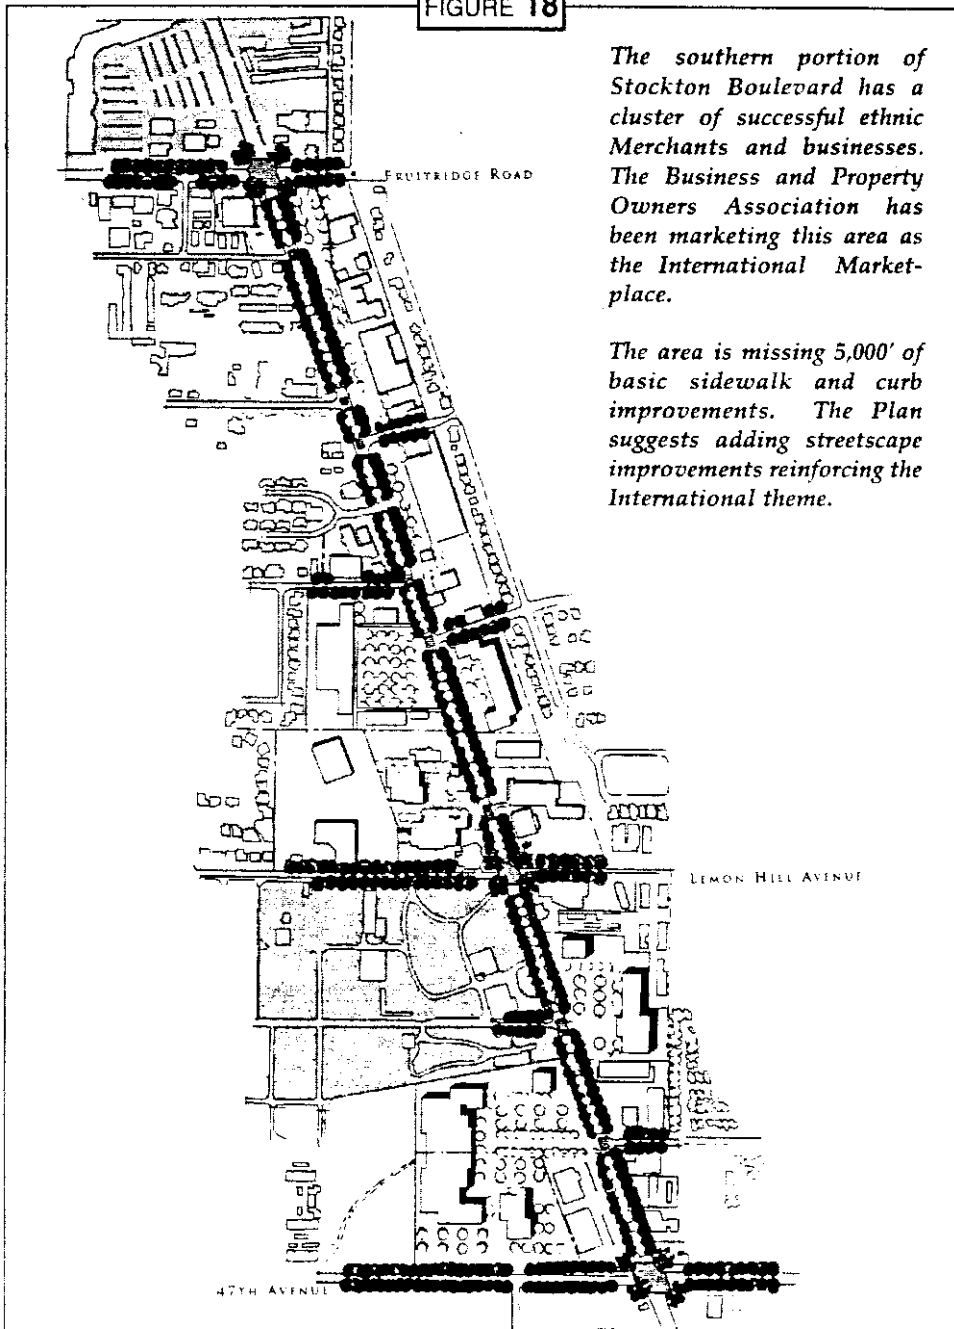 FIGURE 18
The southern portion of
Stockton Boulevard has a
cluster of successful ethnic
Merchants and businesses.
The Business and Property
Owners Association has
been marketing this area as
the International Market-
place.
The area is missing 5,000' of
basic sidewalk and curb
improvements. The Plan
suggests adding streetscape
improvements reinforcing the
International theme.
FRUITRIDGE ROAD
LEMON HILL AVENUE
47TH AVENUE